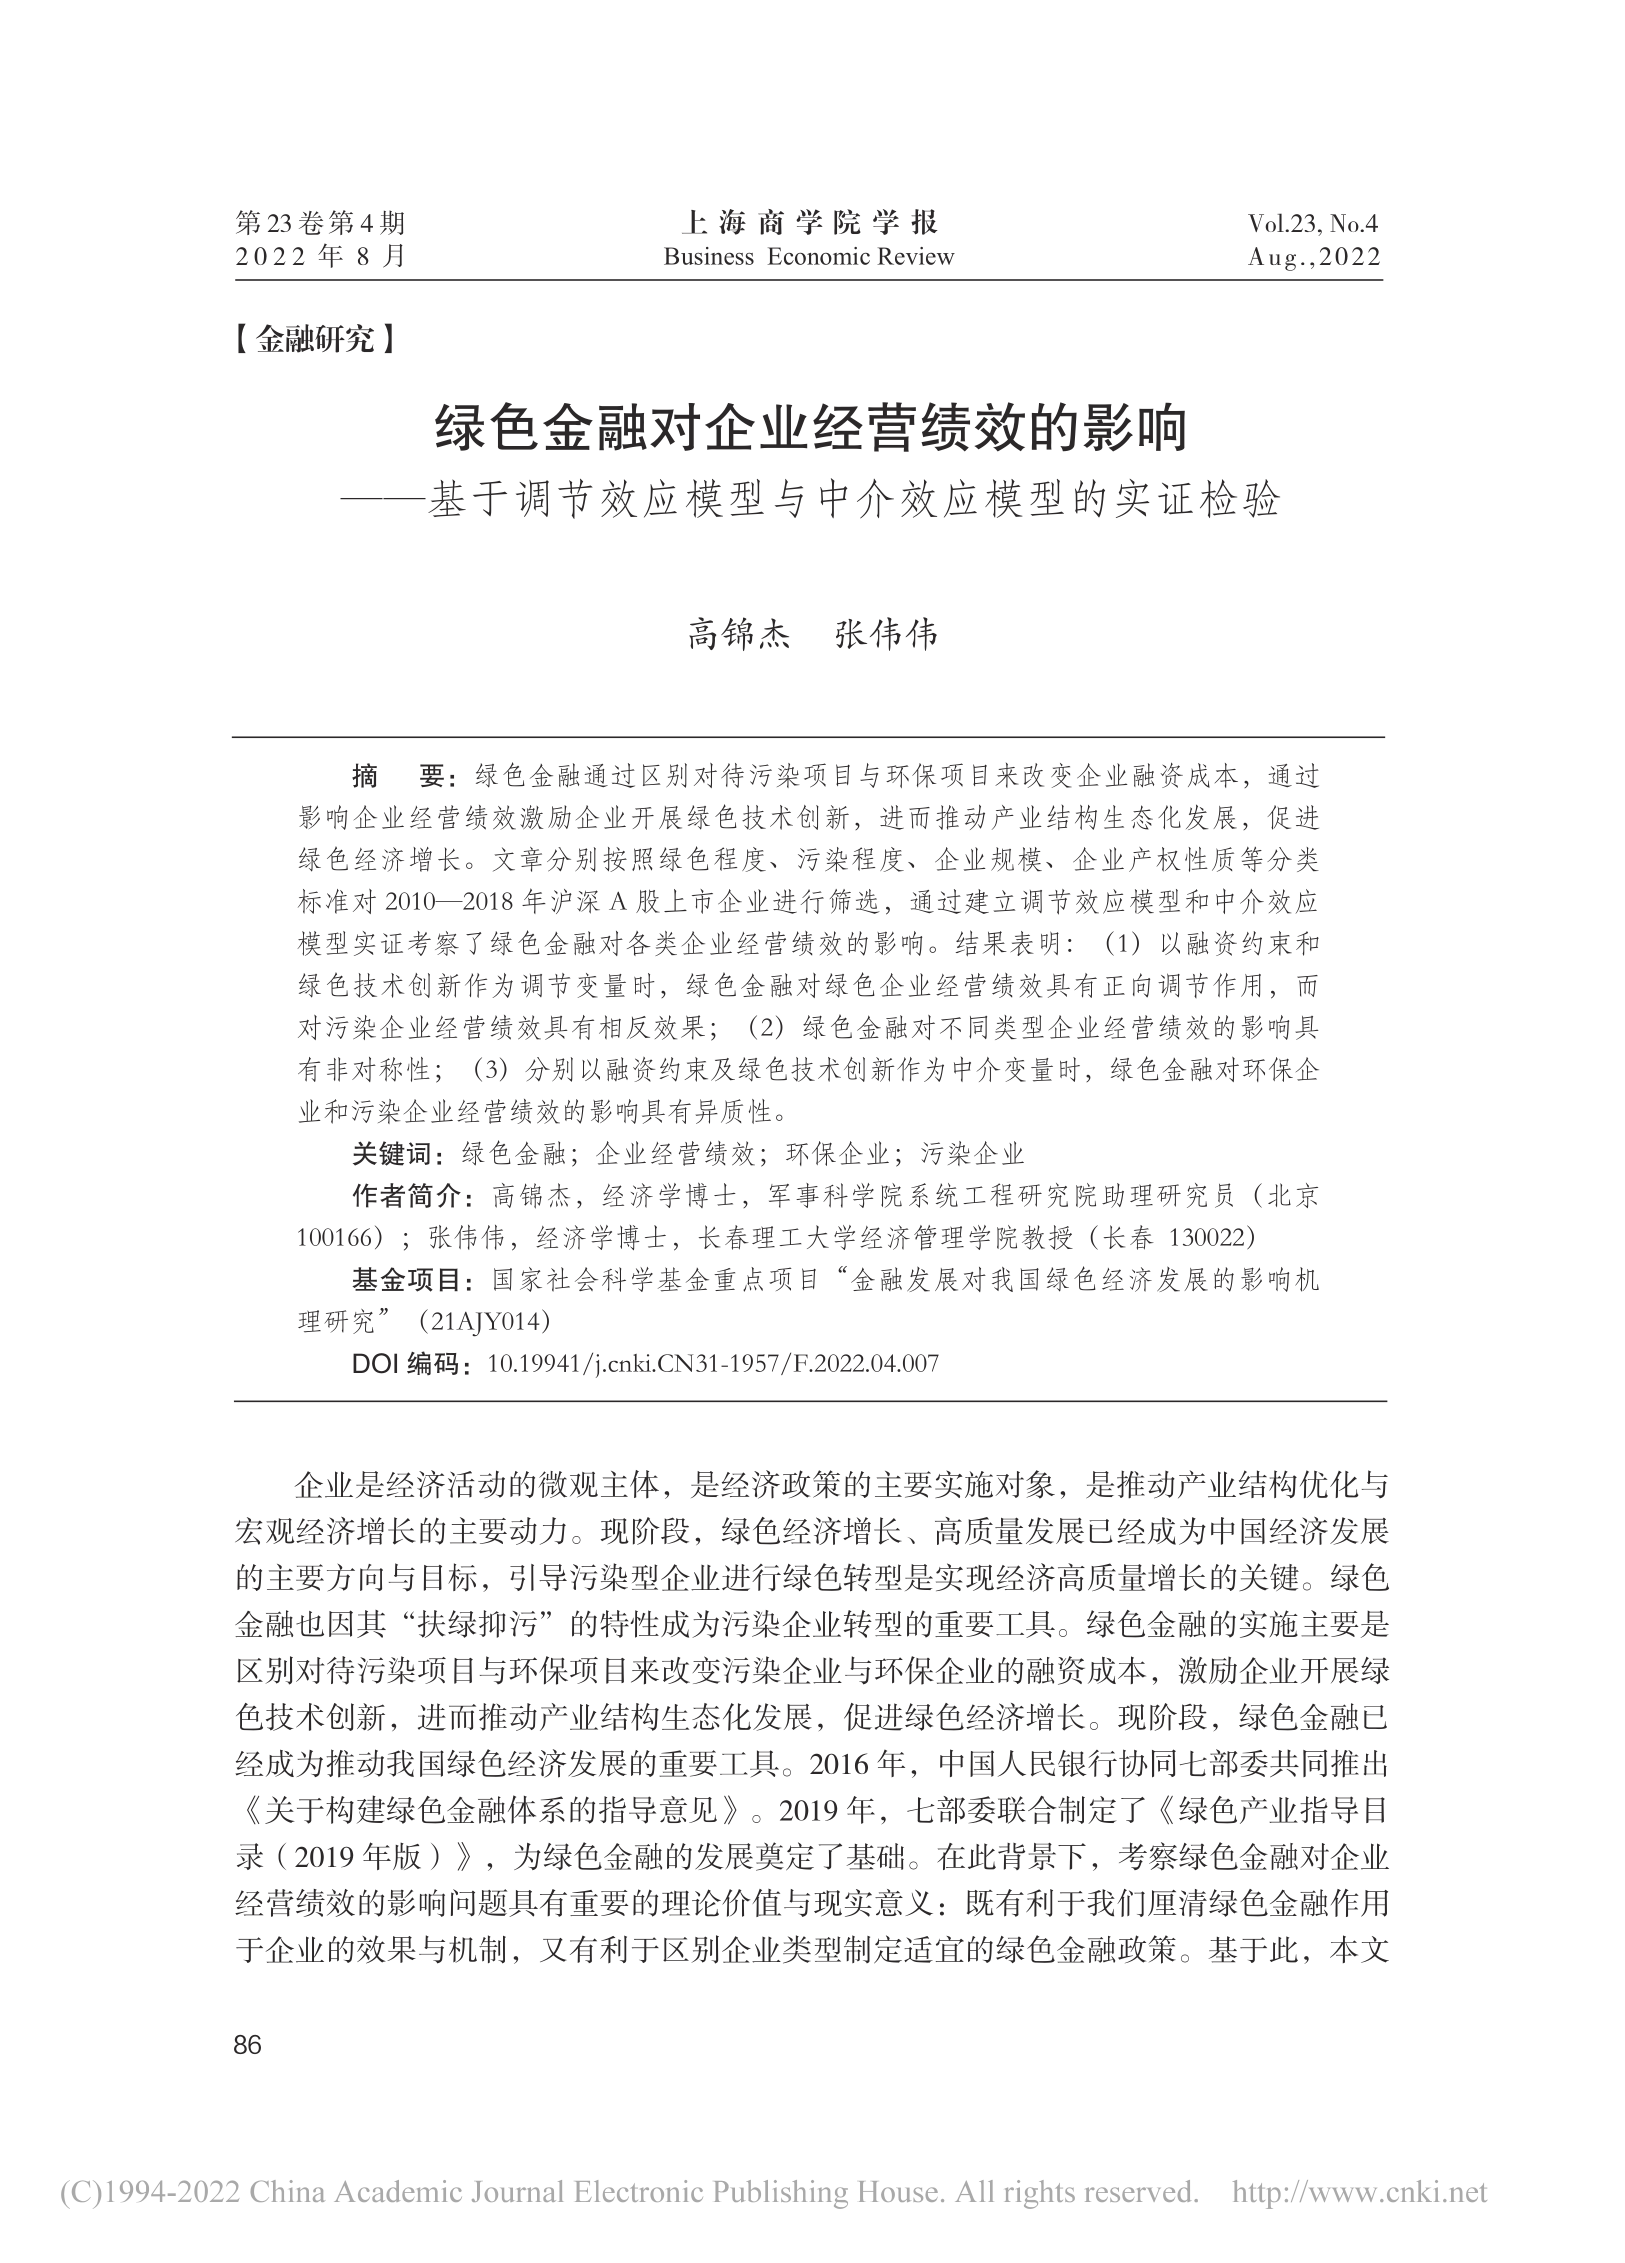 第23卷第4期
2022 年 8 月
上海商学院学报
Business Economic Review
Vol.23, No.4
Aug.,2022
【金融研究】
绿色金融对企业经营绩效的影响
——基于调节效应模型与中介效应模型的实证检验
高锦杰 张伟伟
摘 要：绿色金融通过区别对待污染项目与环保项目来改变企业融资成本，通过
影响企业经营绩效激励企业开展绿色技术创新，进而推动产业结构生态化发展，促进
绿色经济增长。文章分别按照绿色程度、污染程度、企业规模、企业产权性质等分类
标准对 2010—2018 年沪深 A 股上市企业进行筛选，通过建立调节效应模型和中介效应
模型实证考察了绿色金融对各类企业经营绩效的影响。结果表明：（1）以融资约束和
绿色技术创新作为调节变量时，绿色金融对绿色企业经营绩效具有正向调节作用，而
对污染企业经营绩效具有相反效果；（2）绿色金融对不同类型企业经营绩效的影响具
有非对称性；（3）分别以融资约束及绿色技术创新作为中介变量时，绿色金融对环保企
业和污染企业经营绩效的影响具有异质性。
关键词：绿色金融；企业经营绩效；环保企业；污染企业
作者简介：高锦杰，经济学博士，军事科学院系统工程研究院助理研究员（北京
100166）；张伟伟，经济学博士，长春理工大学经济管理学院教授（长春 130022）
基金项目：国家社会科学基金重点项目“金融发展对我国绿色经济发展的影响机
理研究”（21AJY014）
DOI 编码：10.19941/j.cnki.CN31-1957/F.2022.04.007
企业是经济活动的微观主体，是经济政策的主要实施对象，是推动产业结构优化与
宏观经济增长的主要动力。现阶段，绿色经济增长、高质量发展已经成为中国经济发展
的主要方向与目标，引导污染型企业进行绿色转型是实现经济高质量增长的关键。绿色
金融也因其“扶绿抑污”的特性成为污染企业转型的重要工具。绿色金融的实施主要是
区别对待污染项目与环保项目来改变污染企业与环保企业的融资成本，激励企业开展绿
色技术创新，进而推动产业结构生态化发展，促进绿色经济增长。现阶段，绿色金融已
经成为推动我国绿色经济发展的重要工具。2016 年，中国人民银行协同七部委共同推出
《关于构建绿色金融体系的指导意见》。2019 年，七部委联合制定了《绿色产业指导目
录（2019 年版）》，为绿色金融的发展奠定了基础。在此背景下，考察绿色金融对企业
经营绩效的影响问题具有重要的理论价值与现实意义：既有利于我们厘清绿色金融作用
于企业的效果与机制，又有利于区别企业类型制定适宜的绿色金融政策。基于此，本文
86
(C)1994-2022 China Academic Journal Electronic Publishing House. All rights reserved. http://www.cnki.net